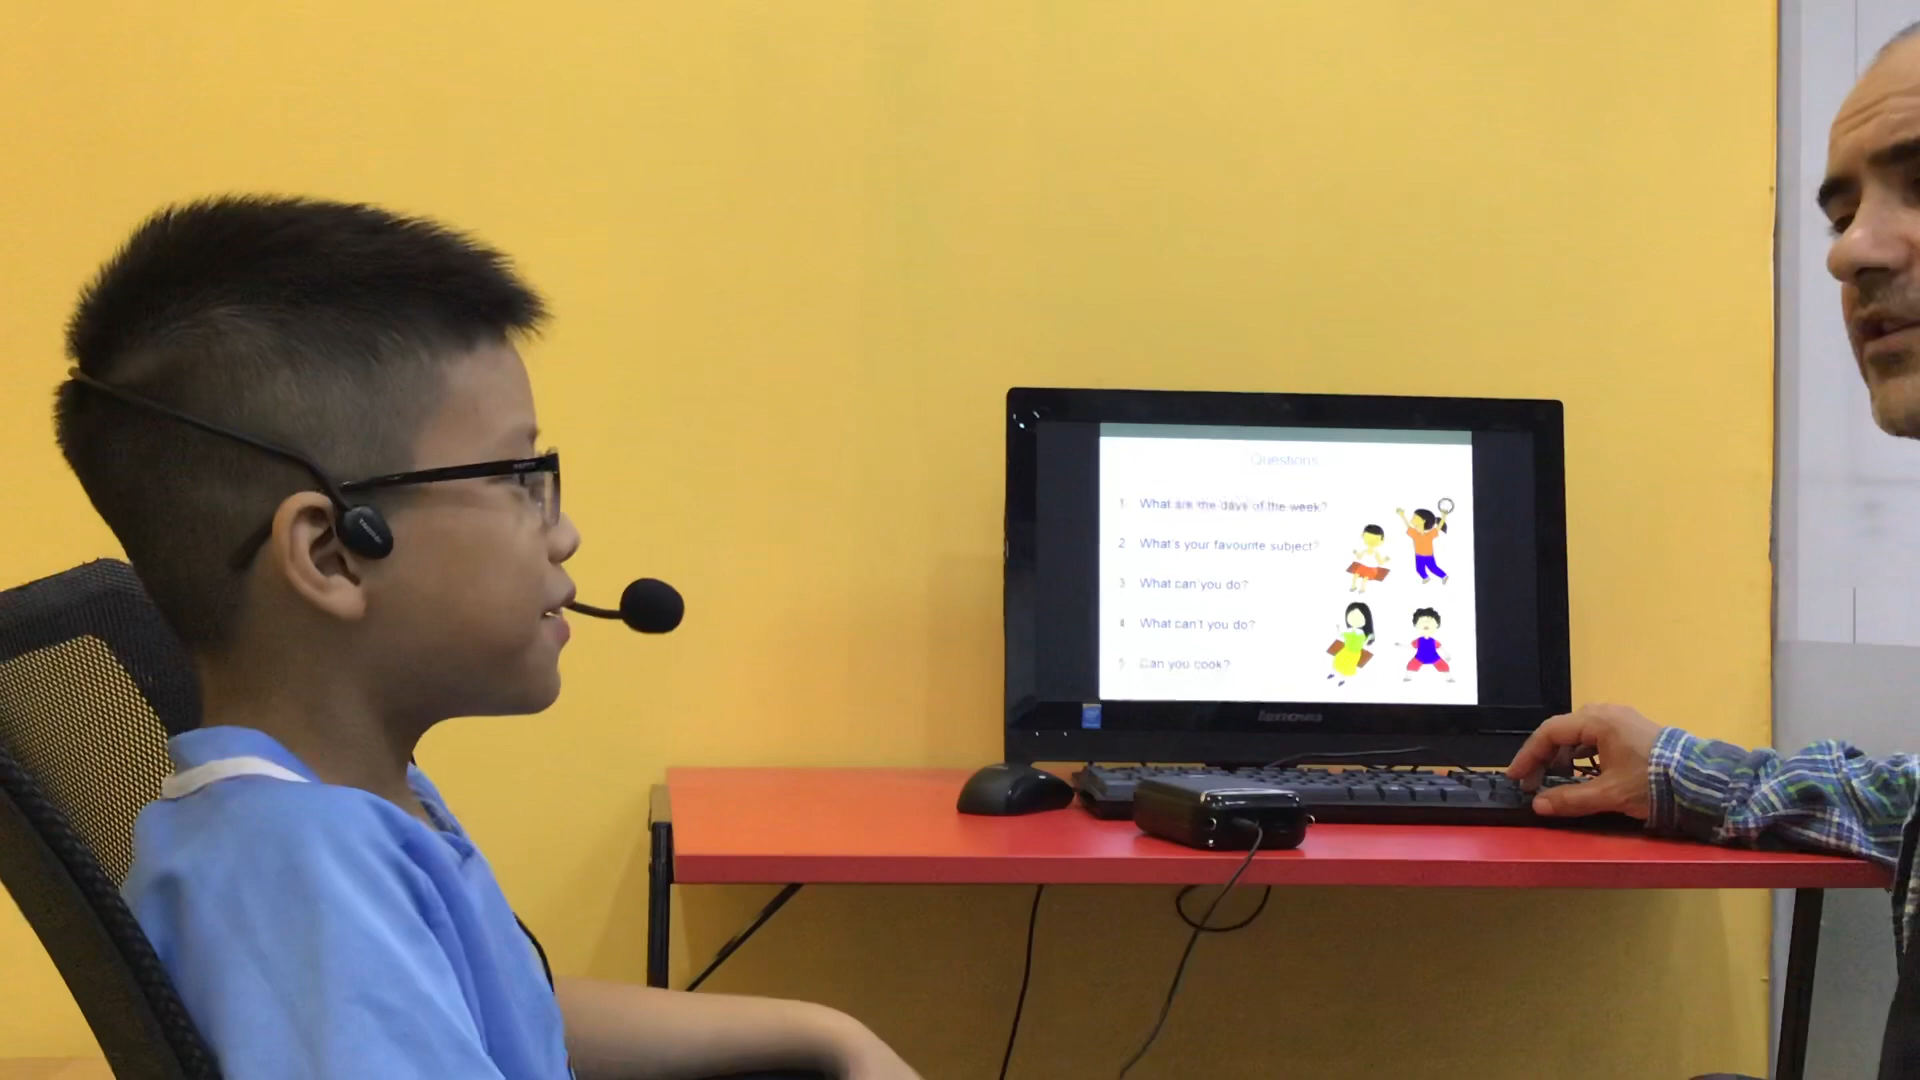 Questions
1. What are the days of the week?
2. What's your favourite subject?
3. What can you do?
4. What can't you do?
5. Can you cook?
lenovo